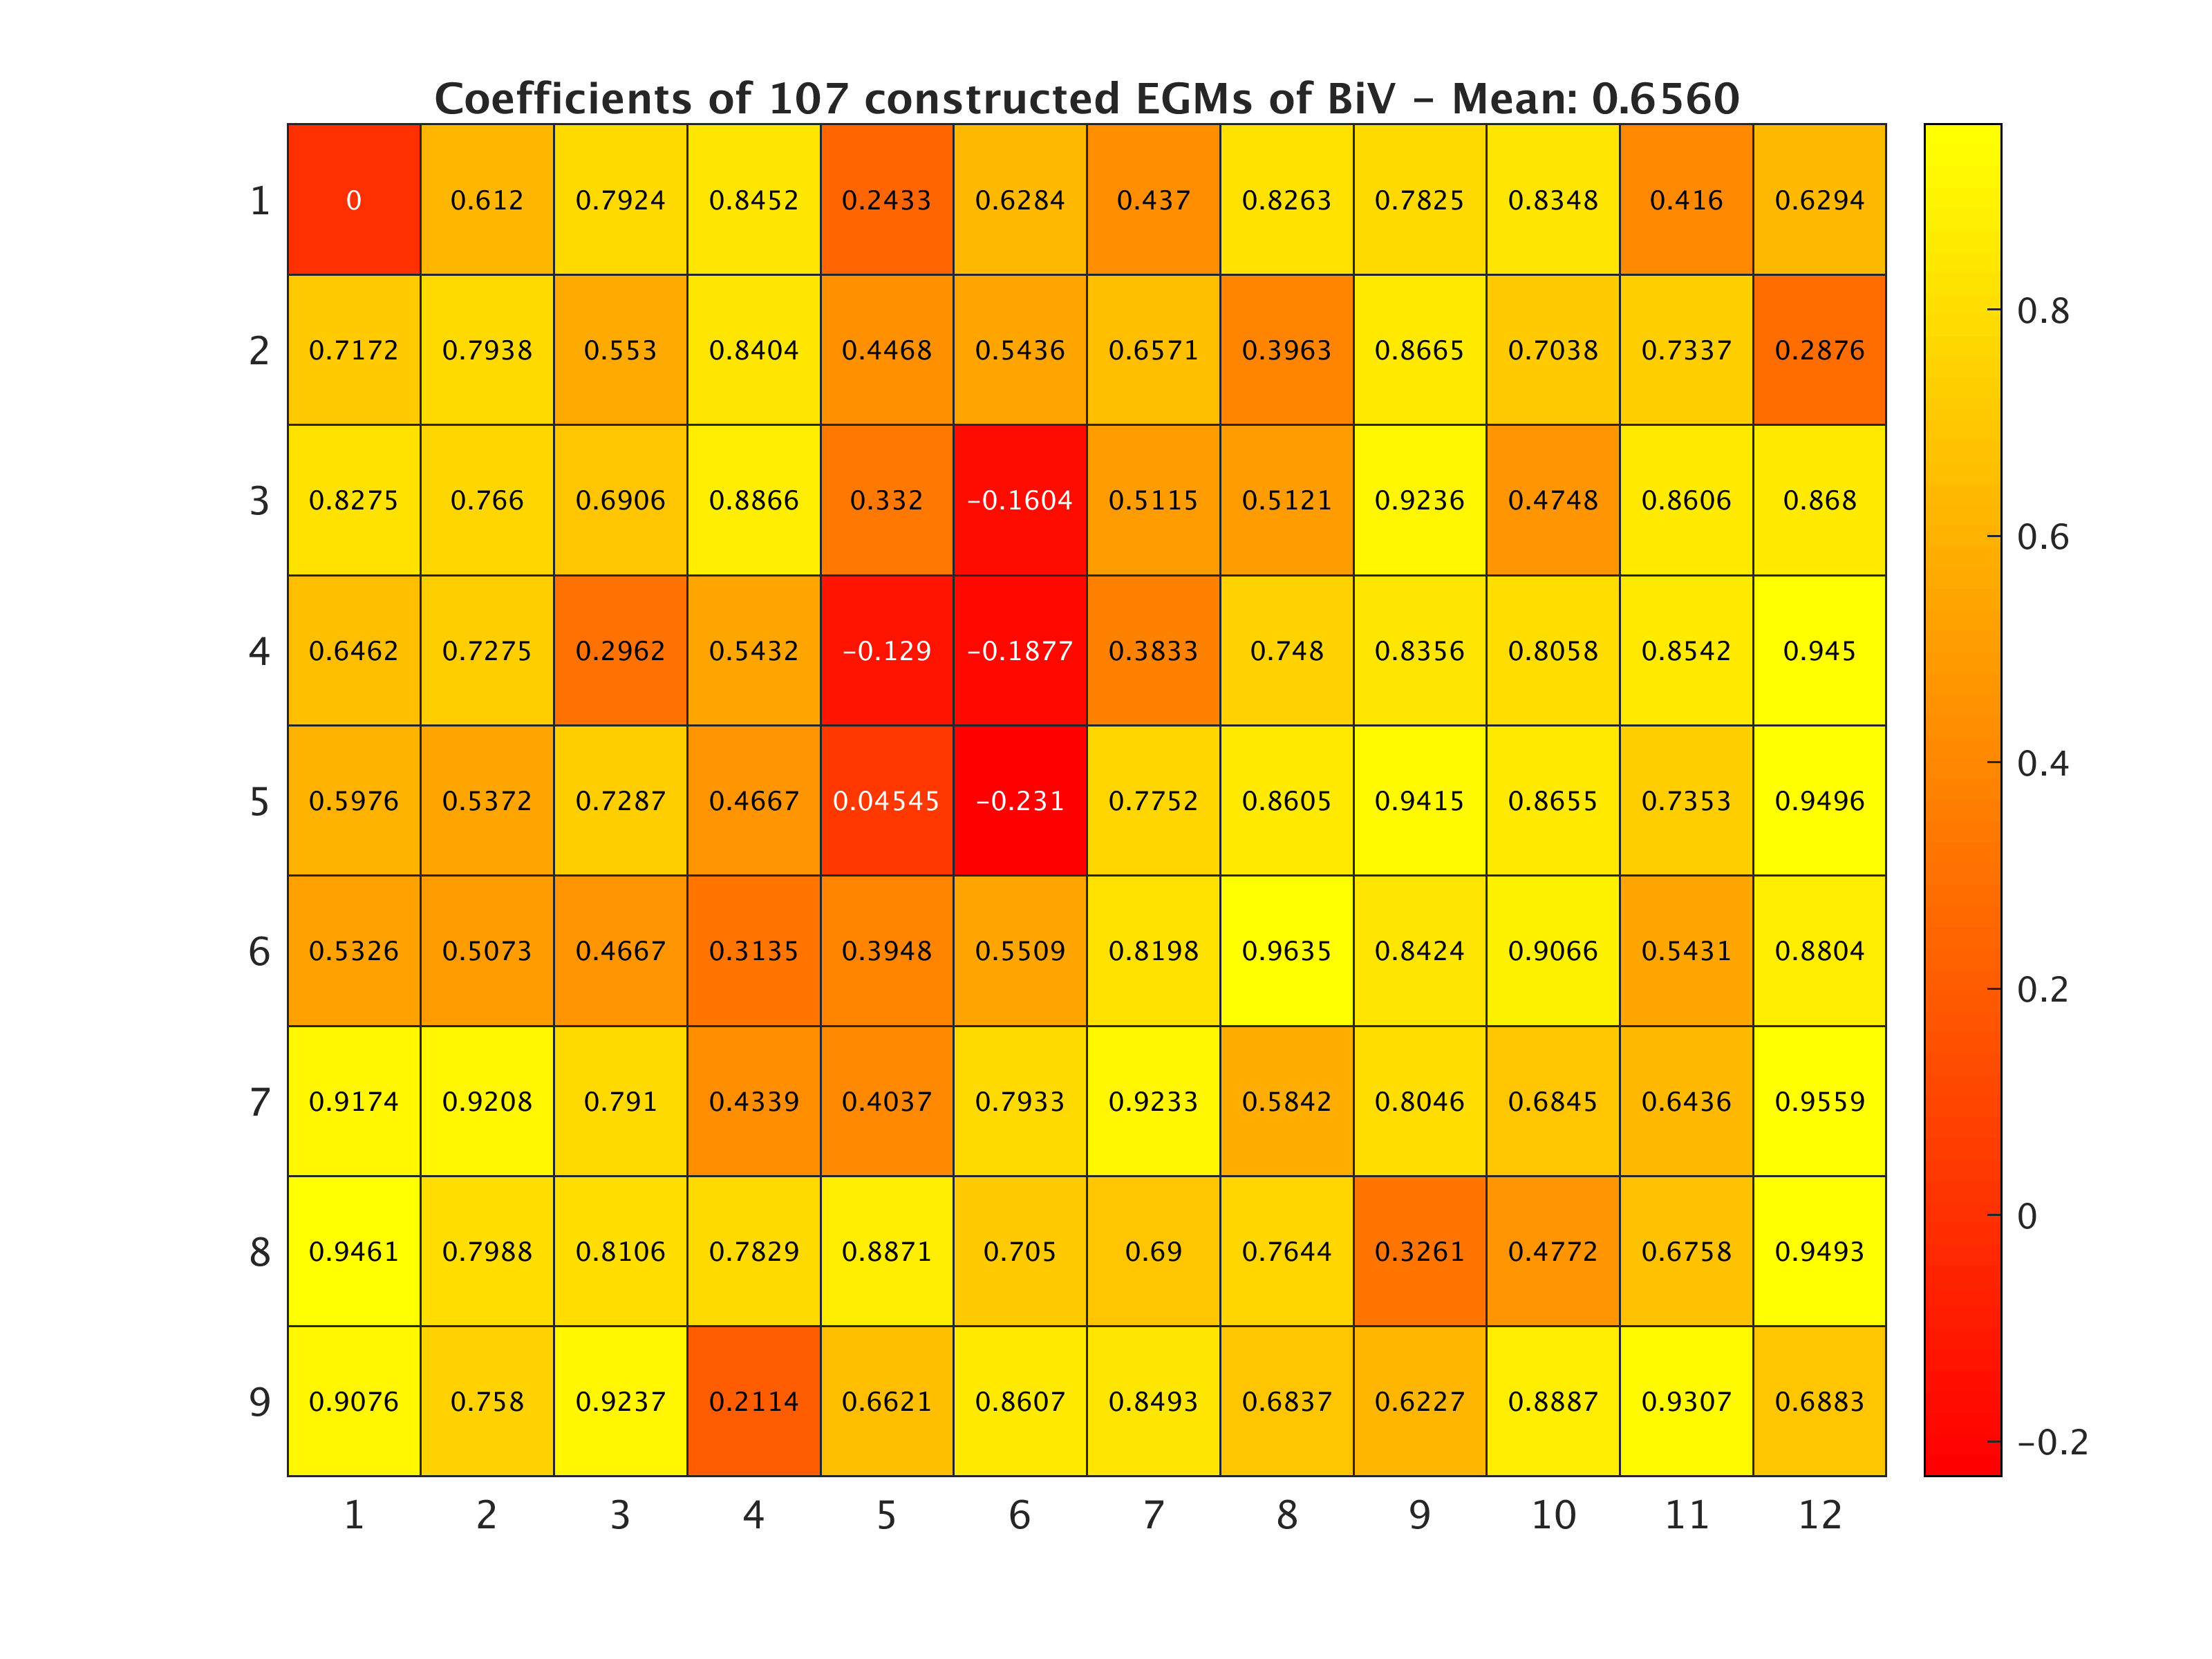 Coefficients of 107 constructed EGMs of BiV – Mean: 0.6560
1 0 0.612 0.7924 0.8452 0.2433 0.6284 0.437 0.8263 0.7825 0.8348 0.416 0.6294
2 0.7172 0.7938 0.553 0.8404 0.4468 0.5436 0.6571 0.3963 0.8665 0.7038 0.7337 0.2876
3 0.8275 0.766 0.6906 0.8866 0.332 –0.1604 0.5115 0.5121 0.9236 0.4748 0.8606 0.868
4 0.6462 0.7275 0.2962 0.5432 –0.129 –0.1877 0.3833 0.748 0.8356 0.8058 0.8542 0.945
5 0.5976 0.5372 0.7287 0.4667 0.04545 –0.231 0.7752 0.8605 0.9415 0.8655 0.7353 0.9496
6 0.5326 0.5073 0.4667 0.3135 0.3948 0.5509 0.8198 0.9635 0.8424 0.9066 0.5431 0.8804
7 0.9174 0.9208 0.791 0.4339 0.4037 0.7933 0.9233 0.5842 0.8046 0.6845 0.6436 0.9559
8 0.9461 0.7988 0.8106 0.7829 0.8871 0.705 0.69 0.7644 0.3261 0.4772 0.6758 0.9493
9 0.9076 0.758 0.9237 0.2114 0.6621 0.8607 0.8493 0.6837 0.6227 0.8887 0.9307 0.6883
1 2 3 4 5 6 7 8 9 10 11 12
0.8
0.6
0.4
0.2
0
–0.2